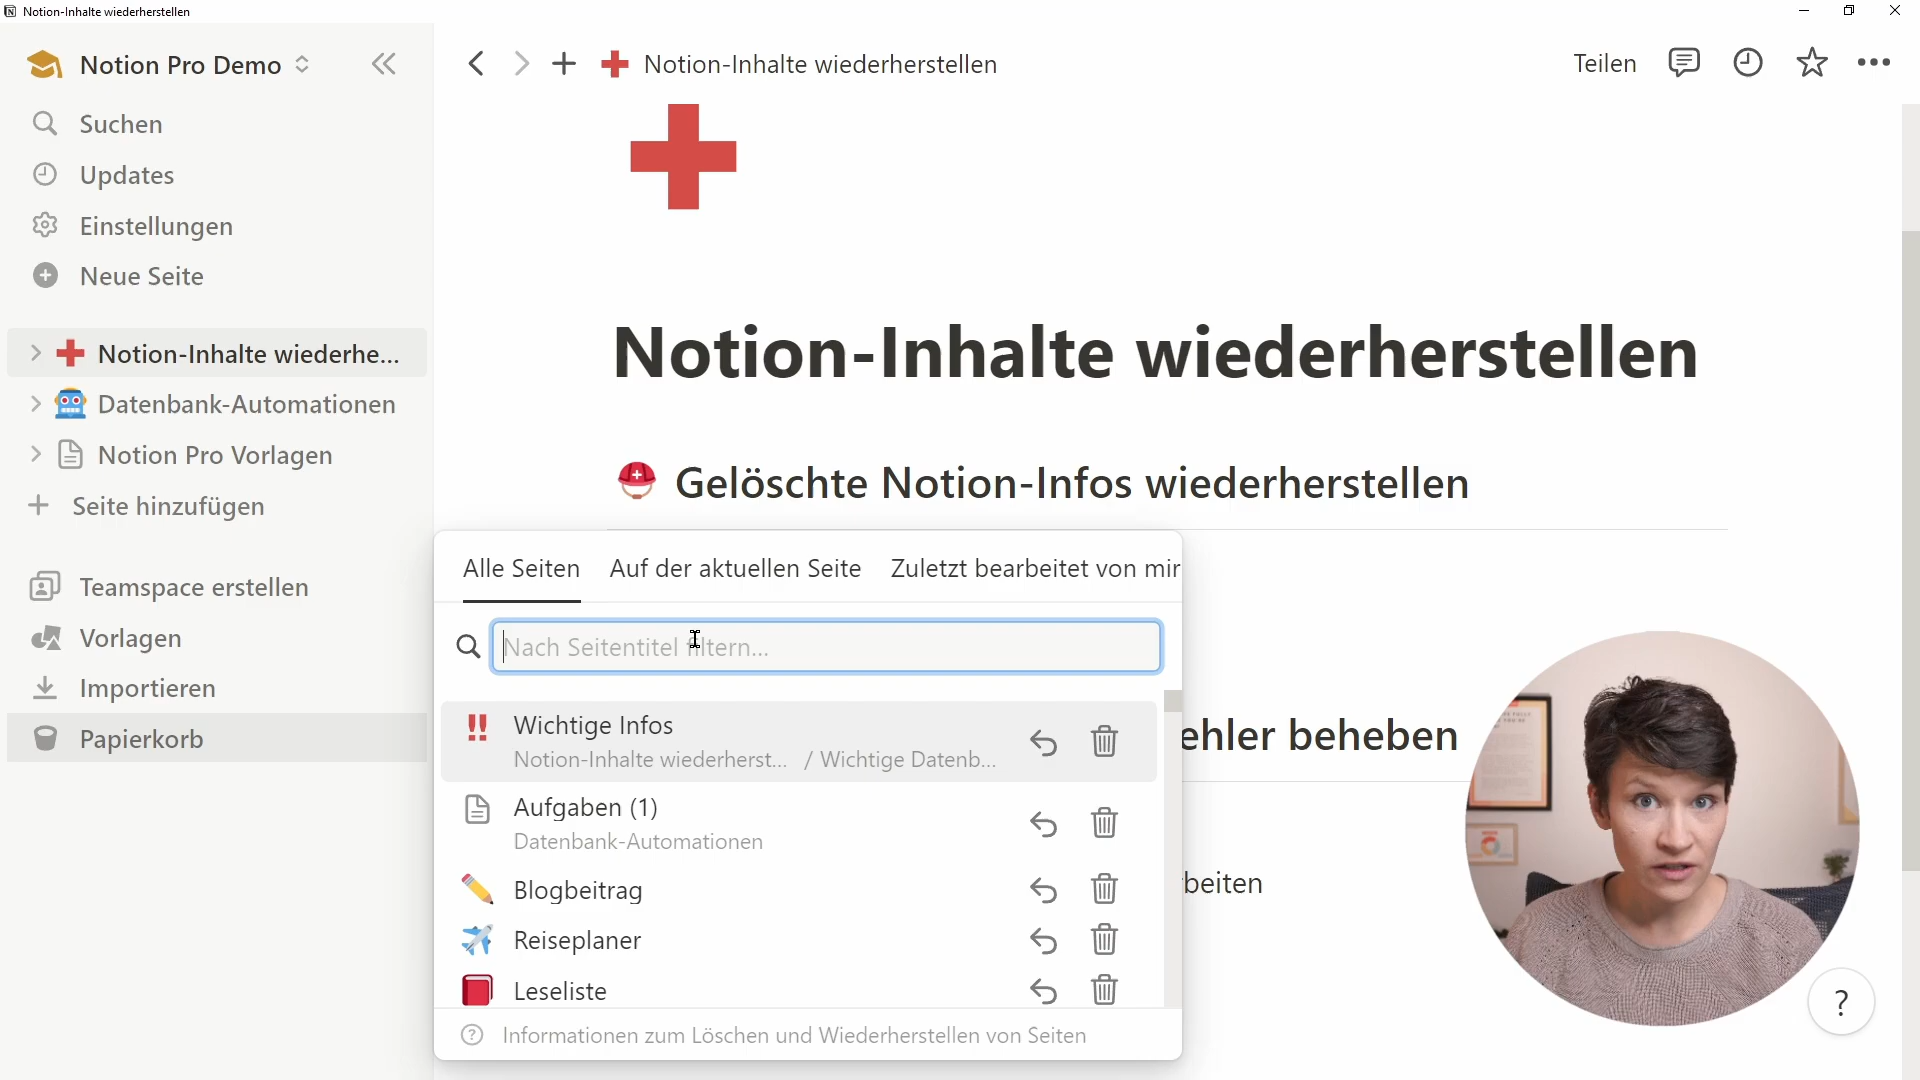 Notion-Inhalte wiederherstellen
Notion Pro Demo
Suchen
Updates
Einstellungen
Neue Seite
Notion-Inhalte wiederhe...
Datenbank-Automationen
Notion Pro Vorlagen
Seite hinzufügen
Teamspace erstellen
Vorlagen
Importieren
Papierkorb
Notion-Inhalte wiederherstellen
Teilen
Notion-Inhalte wiederherstellen
Gelöschte Notion-Infos wiederherstellen
Alle Seiten Auf der aktuellen Seite Zuletzt bearbeitet von mir
Nach Seitentitel filtern...
Wichtige Infos
Notion-Inhalte wiederherst... / Wichtige Datenb...
Aufgaben (1)
Datenbank-Automationen
Blogbeitrag
Reiseplaner
Leseliste
Informationen zum Löschen und Wiederherstellen von Seiten
ehler beheben
beiten
?